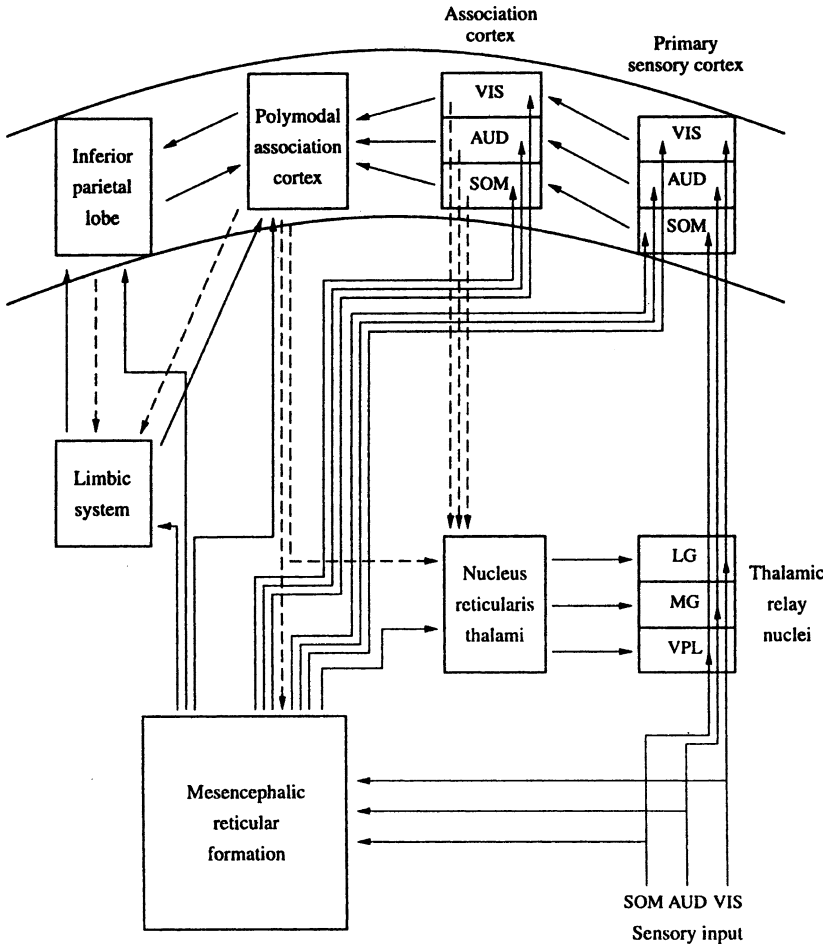 Association
cortex
Primary
sensory cortex
VIS
AUD
SOM
Polymodal
association
cortex
Inferior
parietal
lobe
VIS
AUD
SOM
Limbic
system
Nucleus
reticularis
thalami
LG
MG
VPL
Thalamic
relay
nuclei
Mesencephalic
reticular
formation
SOM AUD VIS
Sensory input